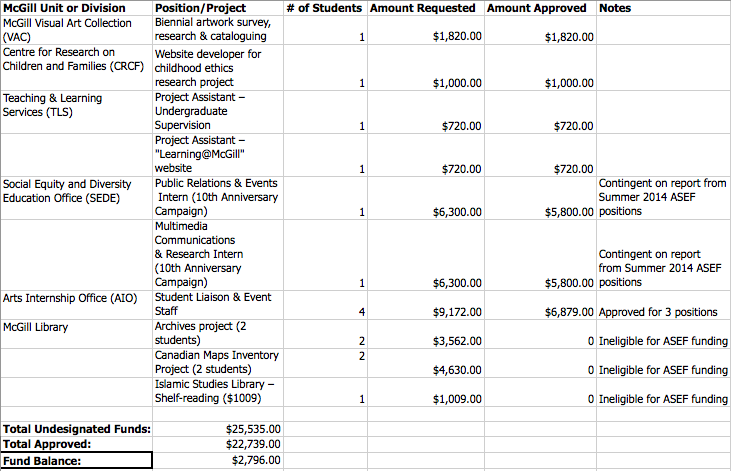 McGill Unit or Division Position/Project # of Students Amount Requested Amount Approved Notes
McGill Visual Art Collection (VAC) Biennial artwork survey, research & cataloguing 1 $1,820.00 $1,820.00
Centre for Research on Children and Families (CRCF) Website developer for childhood ethics research project 1 $1,000.00 $1,000.00
Teaching & Learning Services (TLS) Project Assistant – Undergraduate Supervision 1 $720.00 $720.00
Project Assistant – "Learning@McGill" website 1 $720.00 $720.00
Social Equity and Diversity Education Office (SEDE) Public Relations & Events Intern (10th Anniversary Campaign) 1 $6,300.00 $5,800.00 Contingent on report from Summer 2014 ASEF positions
Multimedia Communications & Research Intern (10th Anniversary Campaign) 1 $6,300.00 $5,800.00 Contingent on report from Summer 2014 ASEF positions
Arts Internship Office (AIO) Student Liaison & Event Staff 4 $9,172.00 $6,879.00 Approved for 3 positions
McGill Library Archives project (2 students) 2 $3,562.00 0 Ineligible for ASEF funding
Canadian Maps Inventory Project (2 students) 2 $4,630.00 0 Ineligible for ASEF funding
Islamic Studies Library – Shelf-reading ($1009) 1 $1,009.00 0 Ineligible for ASEF funding
Total Undesignated Funds: $25,535.00
Total Approved: $22,739.00
Fund Balance: $2,796.00